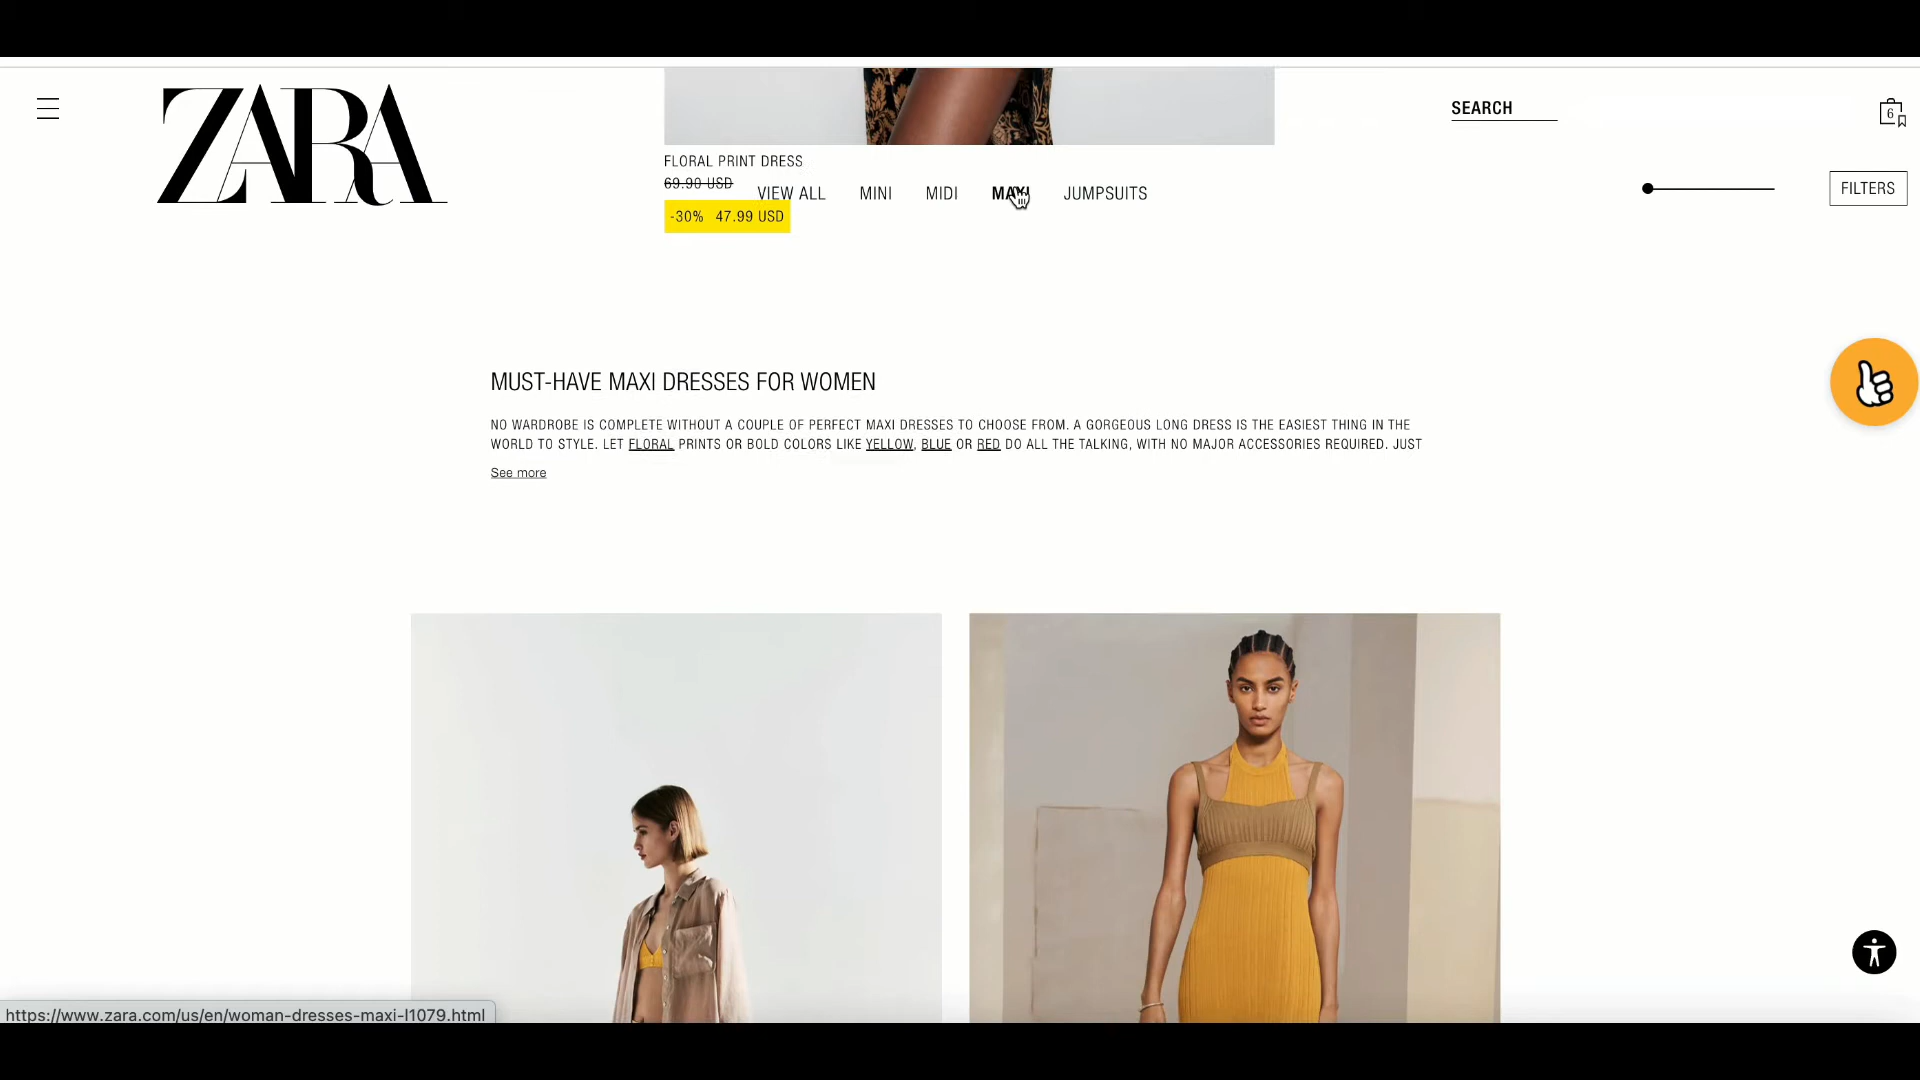 ZARA
SEARCH
6
FLORAL PRINT DRESS
69.90 USD
VIEW ALL
MINI
MIDI
MAXI
JUMPSUITS
FILTERS
-30% 47.99 USD
MUST-HAVE MAXI DRESSES FOR WOMEN
NO WARDROBE IS COMPLETE WITHOUT A COUPLE OF PERFECT MAXI DRESSES TO CHOOSE FROM. A GORGEOUS LONG DRESS IS THE EASIEST THING IN THE
WORLD TO STYLE. LET FLORAL PRINTS OR BOLD COLORS LIKE YELLOW, BLUE OR RED DO ALL THE TALKING, WITH NO MAJOR ACCESSORIES REQUIRED. JUST
See more
https://www.zara.com/us/en/woman-dresses-maxi-l1079.html